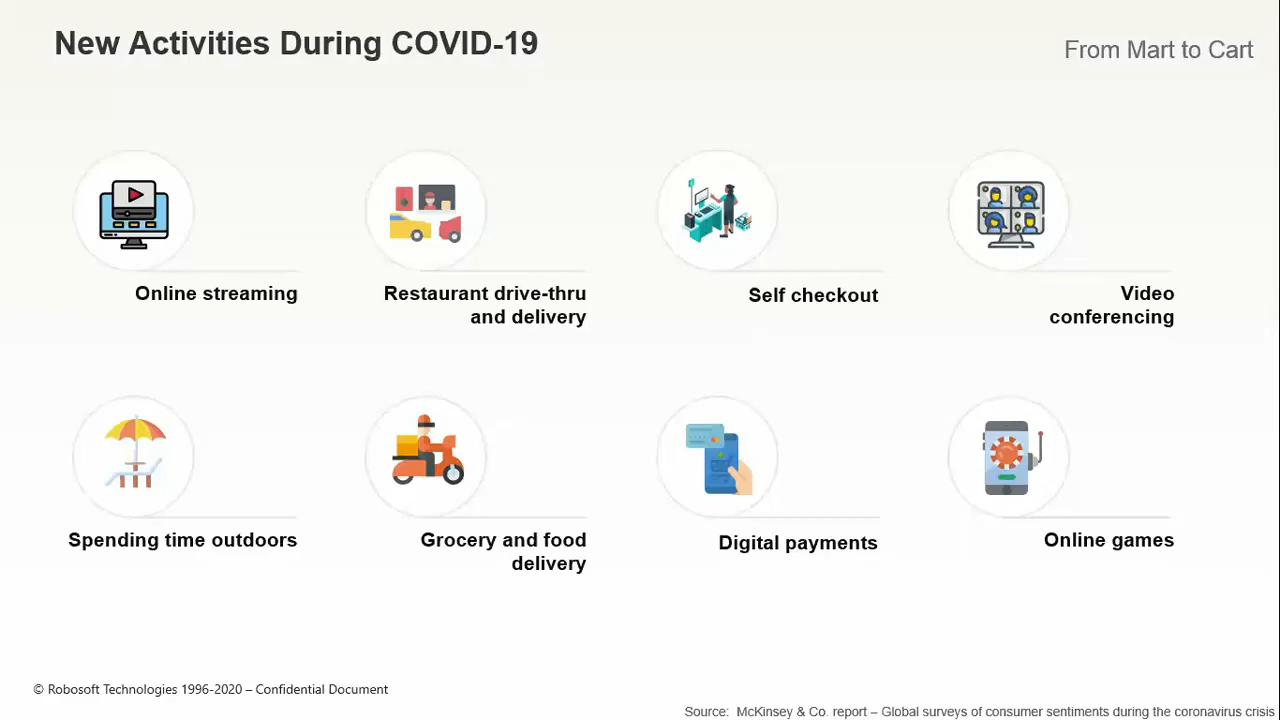 New Activities During COVID-19
From Mart to Cart
Online streaming
Restaurant drive-thru
and delivery
Self checkout
Video
conferencing
Spending time outdoors
Grocery and food
delivery
Digital payments
Online games
© Robosoft Technologies 1996-2020 – Confidential Document
Source: McKinsey & Co. report – Global surveys of consumer sentiments during the coronavirus crisis